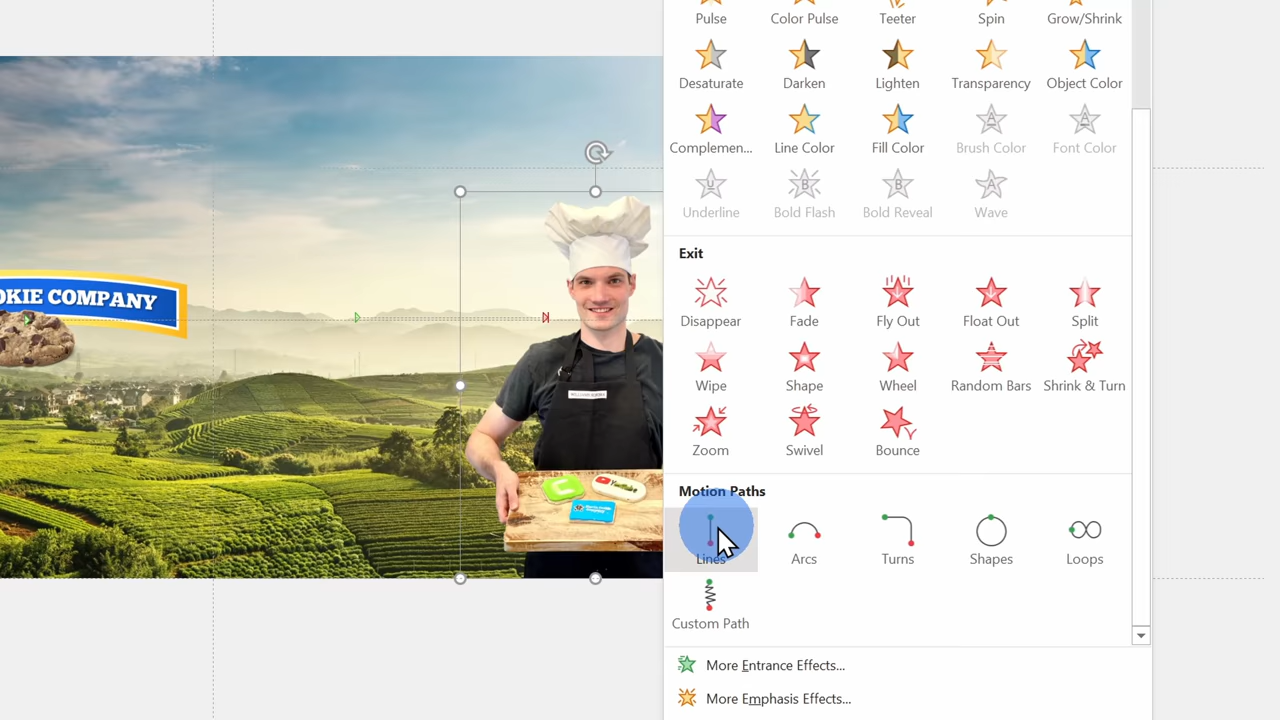 Pulse
Color Pulse
Teeter
Spin
Grow/Shrink
Desaturate
Darken
Lighten
Transparency
Object Color
Complemen...
Line Color
Fill Color
Brush Color
Font Color
Underline
Bold Flash
Bold Reveal
Wave
Exit
Disappear
Fade
Fly Out
Float Out
Split
Wipe
Shape
Wheel
Random Bars
Shrink & Turn
Zoom
Swivel
Bounce
Motion Paths
Lines
Arcs
Turns
Shapes
Loops
Custom Path
More Entrance Effects...
More Emphasis Effects...
OKIE COMPANY
YouTube